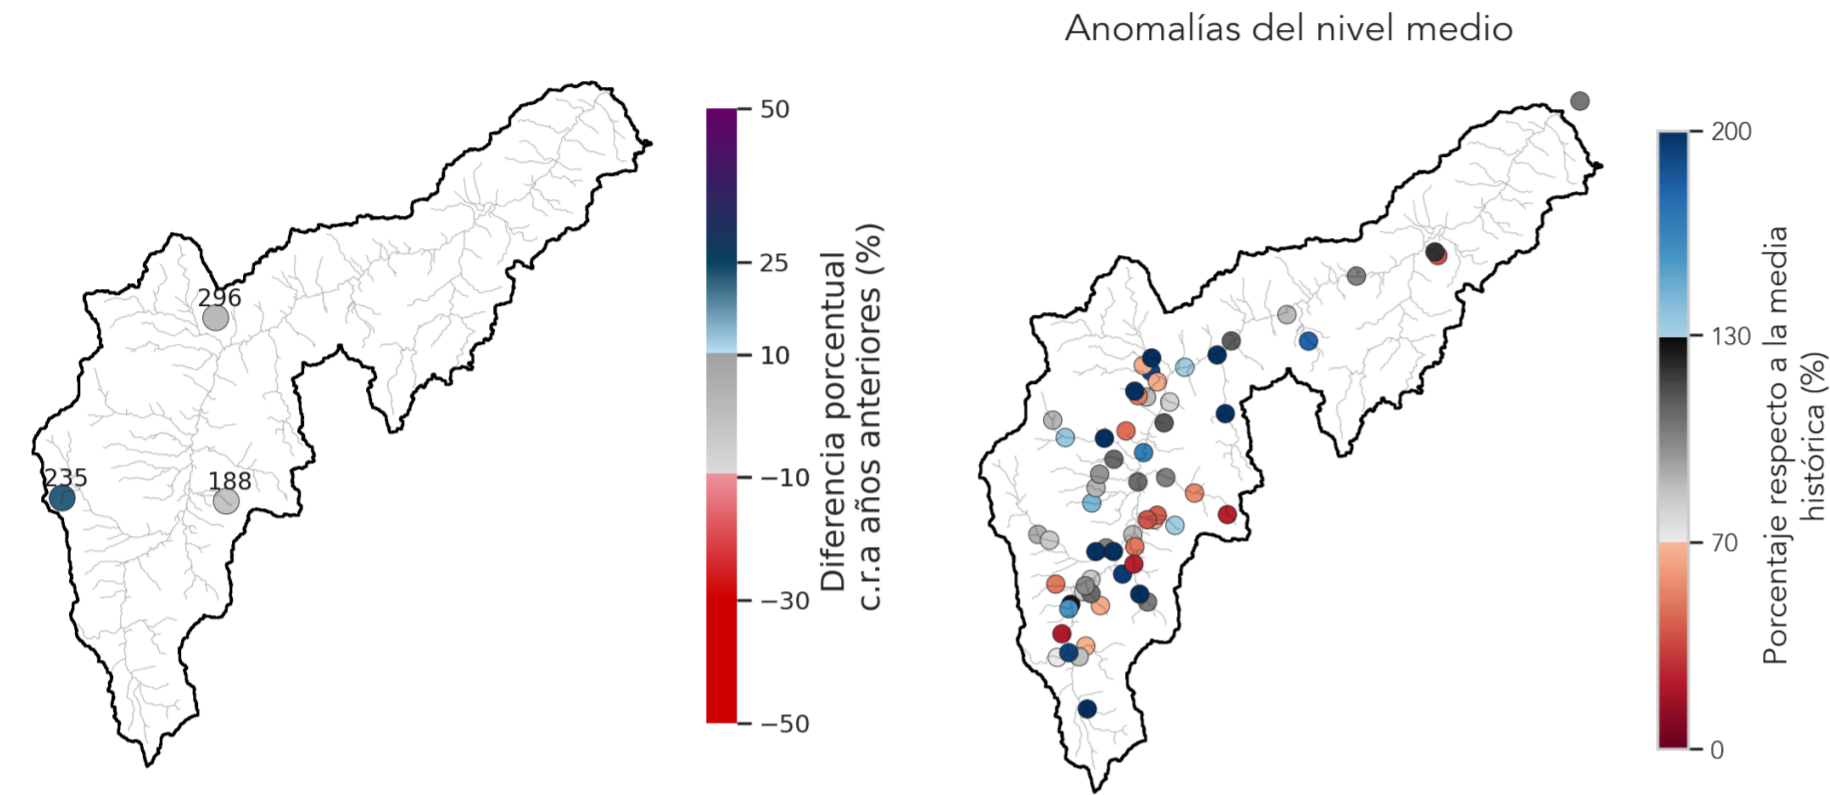 Anomalías del nivel medio
296
235
188
50
25
10
−10
−30
−50
Diferencia porcentual
c.r.a años anteriores (%)
200
130
70
0
Porcentaje respecto a la media
histórica (%)